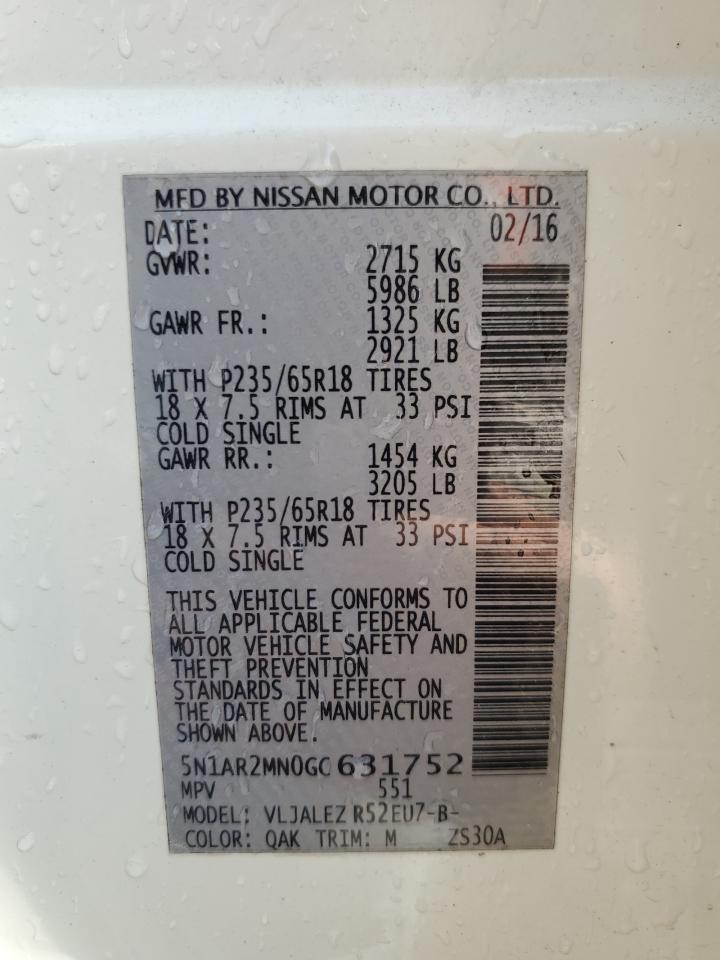 MFD BY NISSAN MOTOR CO., LTD.
DATE: 02/16
GVWR: 2715 KG
5986 LB
GAWR FR.: 1325 KG
2921 LB
WITH P235/65R18 TIRES
18 X 7.5 RIMS AT 33 PSI
COLD SINGLE
GAWR RR.: 1454 KG
3205 LB
WITH P235/65R18 TIRES
18 X 7.5 RIMS AT 33 PSI
COLD SINGLE
THIS VEHICLE CONFORMS TO
ALL APPLICABLE FEDERAL
MOTOR VEHICLE SAFETY AND
THEFT PREVENTION
STANDARDS IN EFFECT ON
THE DATE OF MANUFACTURE
SHOWN ABOVE.
5N1AR2MN0GC631752
MPV 551
MODEL: VLJALEZ R52EU7-B-
COLOR: QAK TRIM: M ZS30A